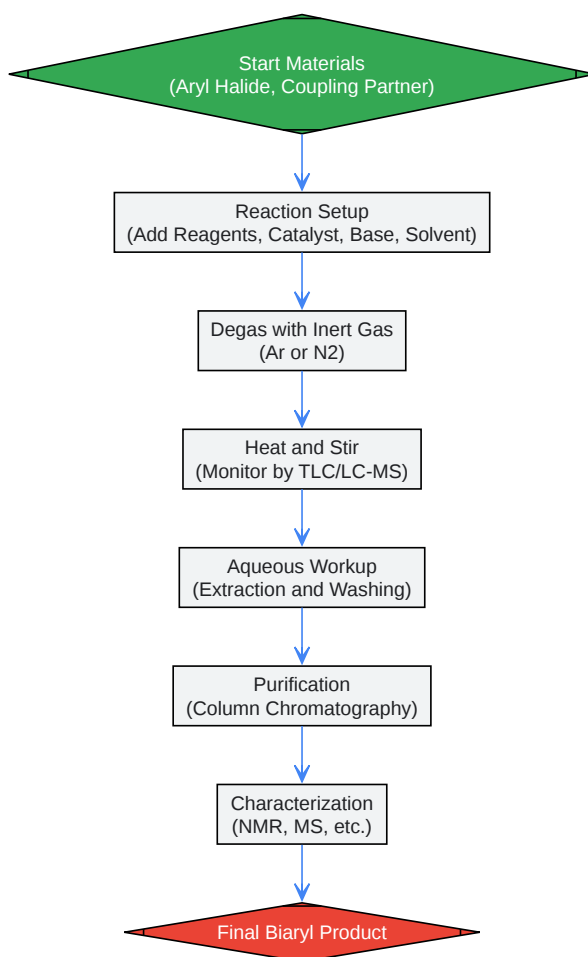 Start Materials
(Aryl Halide, Coupling Partner)
Reaction Setup
(Add Reagents, Catalyst, Base, Solvent)
Degas with Inert Gas
(Ar or N2)
Heat and Stir
(Monitor by TLC/LC-MS)
Aqueous Workup
(Extraction and Washing)
Purification
(Column Chromatography)
Characterization
(NMR, MS, etc.)
Final Biaryl Product